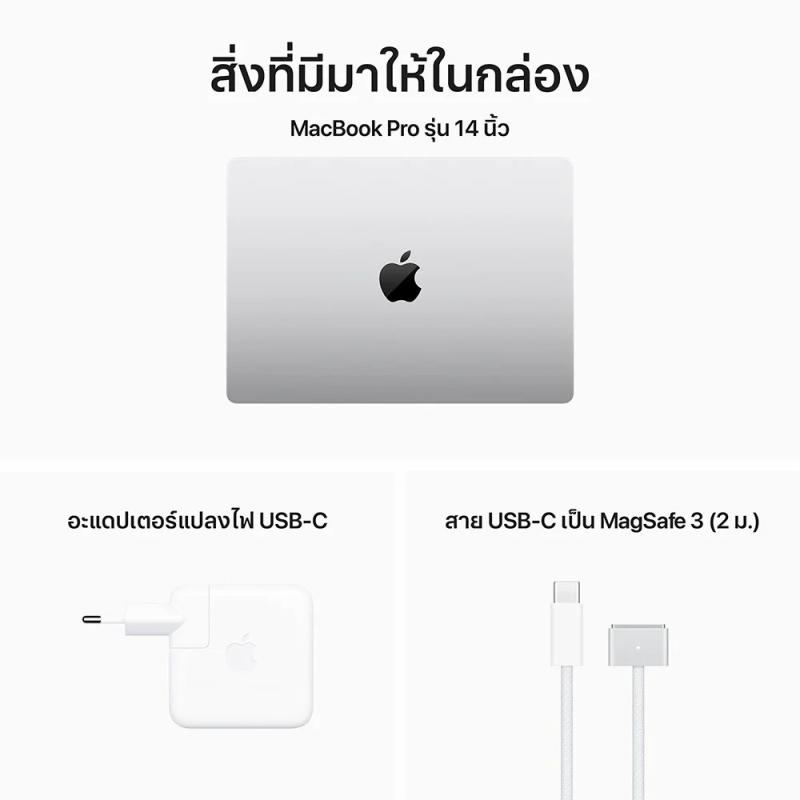 สิ่งที่มีมาให้ในกล่อง
MacBook Pro รุ่น 14 นิ้ว
อะแดปเตอร์แปลงไฟ USB-C
สาย USB-C เป็น MagSafe 3 (2 ม.)